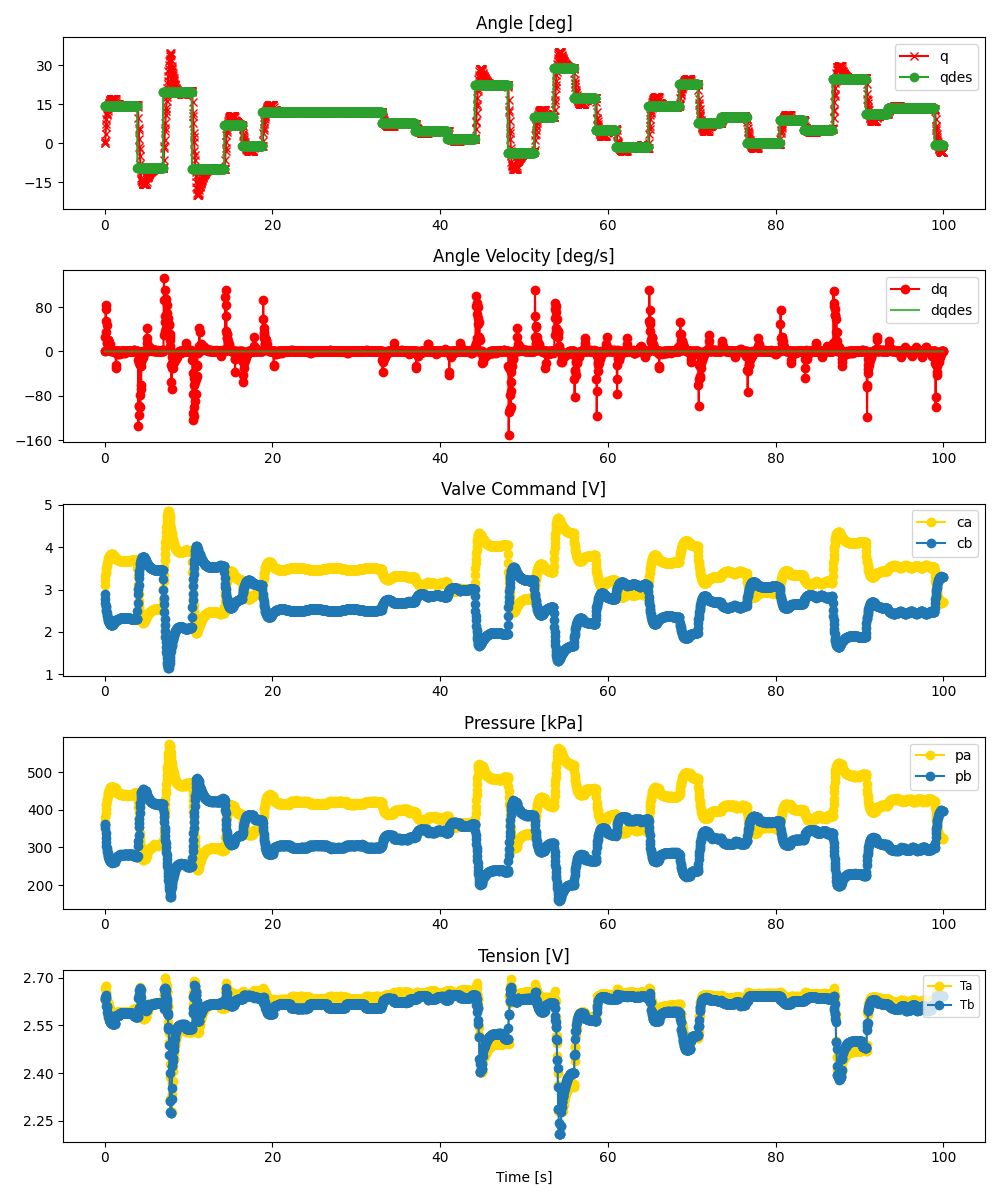 Angle [deg]
30
15
0
−15
q
qdes
0 20 40 60 80 100
Angle Velocity [deg/s]
80
0
−80
−160
dq
dqdes
0 20 40 60 80 100
Valve Command [V]
5
4
3
2
1
ca
cb
0 20 40 60 80 100
Pressure [kPa]
500
400
300
200
pa
pb
0 20 40 60 80 100
Tension [V]
2.70
2.55
2.40
2.25
Ta
Tb
0 20 40 60 80 100
Time [s]